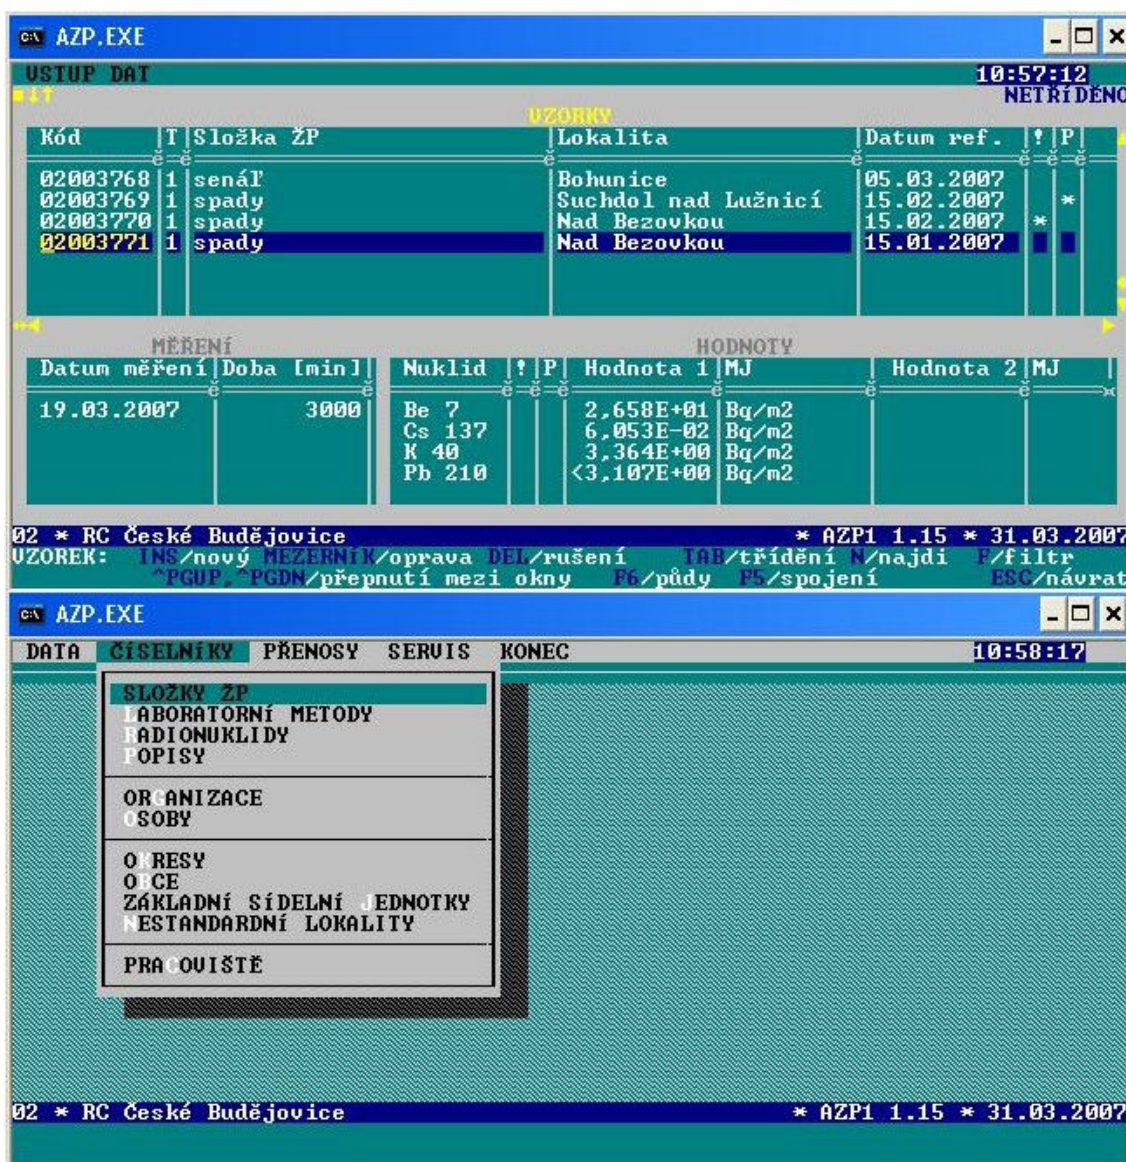 AZP.EXE
VSTUP DAT 10:57:12
NETŘÍDĚNO
VZORKY
Kód |T|Složka ŽP |Lokalita |Datum ref. |!|P|
02003768|1|senáľ |Bohunice |05.03.2007
02003769|1|spady |Suchdol nad Lužnicí |15.02.2007 | |*
02003770|1|spady |Nad Bezovkou |15.02.2007 |*|
02003771|1|spady |Nad Bezovkou |15.01.2007
MĚŘENÍ HODNOTY
Datum měření|Doba [min]| Nuklid |!|P| Hodnota 1|MJ | Hodnota 2|MJ
19.03.2007 3000 Be 7 2,658E+01 Bq/m2
Cs 137 6,053E-02 Bq/m2
K 40 3,364E+00 Bq/m2
Pb 210 <3,107E+00 Bq/m2
02 * RC České Budějovice * AZP1 1.15 * 31.03.2007
VZOREK: INS/nový MEZERNÍK/oprava DEL/rušení TAB/třídění N/najdi F/filtr
^PGUP,^PGDN/přepnutí mezi okny F6/půdy F5/spojení ESC/návrat
AZP.EXE
DATA ČÍSELNÍKY PŘENOSY SERVIS KONEC 10:58:17
SLOŽKY ŽP
LABORATORNÍ METODY
RADIONUKLIDY
POPISY
ORGANIZACE
OSOBY
OKRESY
OBCE
ZÁKLADNÍ SÍDELNÍ JEDNOTKY
NESTANDARDNÍ LOKALITY
PRACOVIŠTĚ
02 * RC České Budějovice * AZP1 1.15 * 31.03.2007